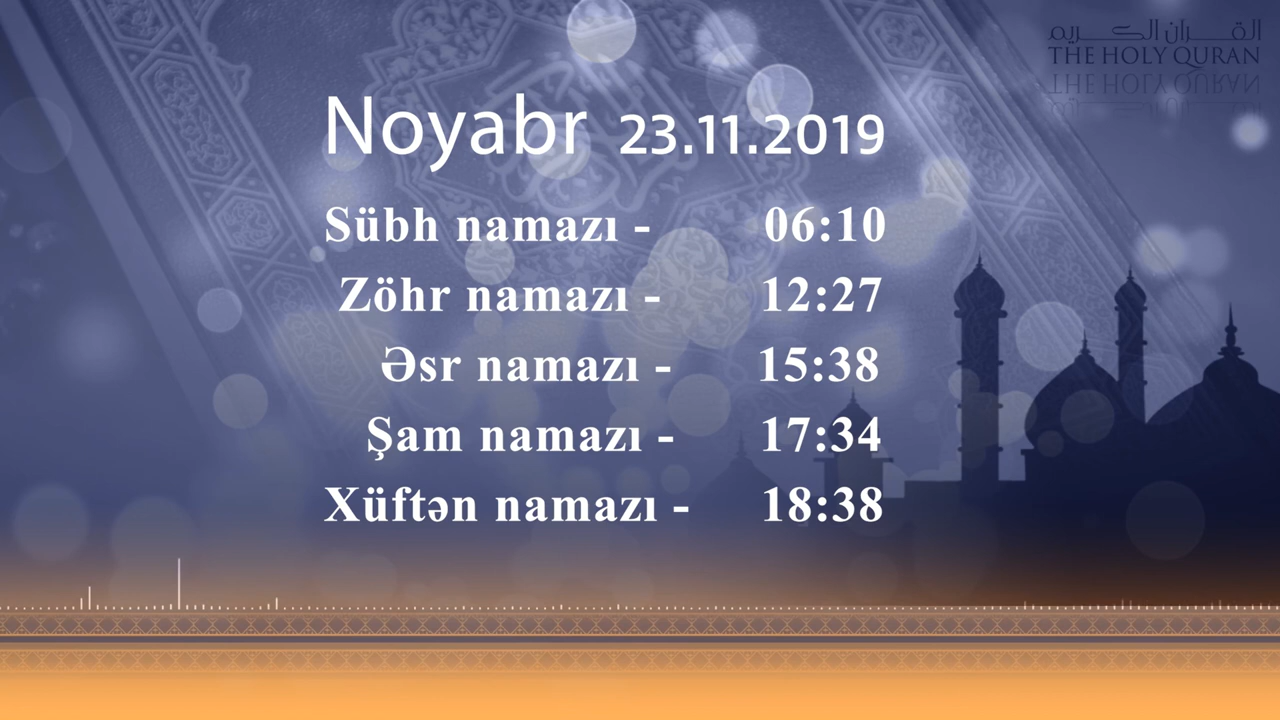 القرآن الكريم
THE HOLY QURAN
Noyabr 23.11.2019
Sübh namazı - 06:10
Zöhr namazı - 12:27
Əsr namazı - 15:38
Şam namazı - 17:34
Xüftən namazı - 18:38